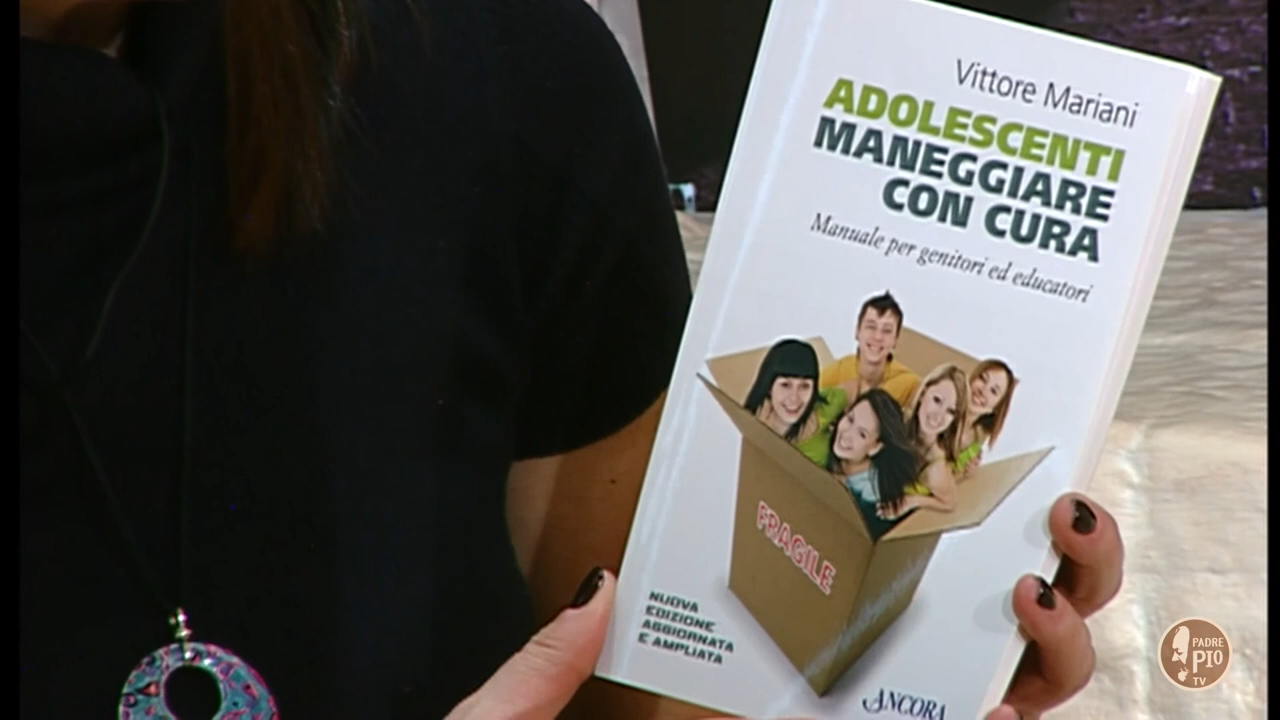 Vittore Mariani
ADOLESCENTI
MANEGGIARE
CON CURA
Manuale per genitori ed educatori
FRAGILE
NUOVA
EDIZIONE
AGGIORNATA
E AMPLIATA
ANCORA
PADRE
PIO
TV